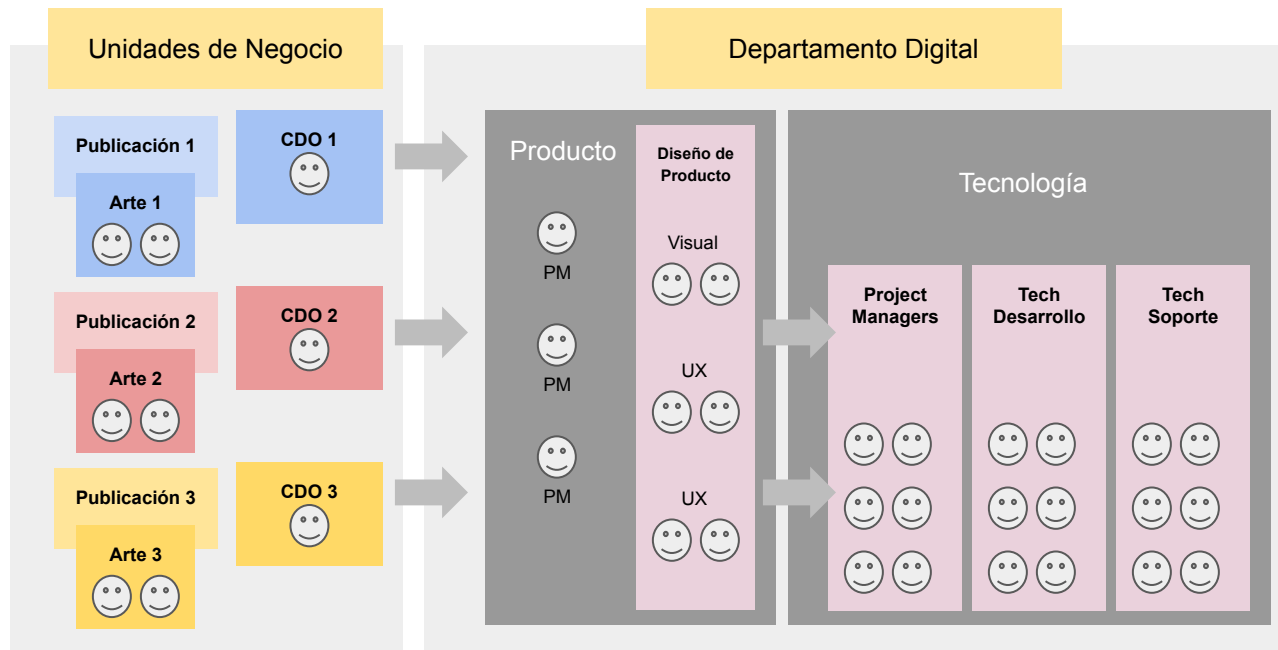 Unidades de Negocio
Departamento Digital
Publicación 1
CDO 1
Arte 1
Publicación 2
CDO 2
Arte 2
Publicación 3
CDO 3
Arte 3
Producto
PM
PM
PM
Diseño de
Producto
Visual
UX
UX
Tecnología
Project
Managers
Tech
Desarrollo
Tech
Soporte